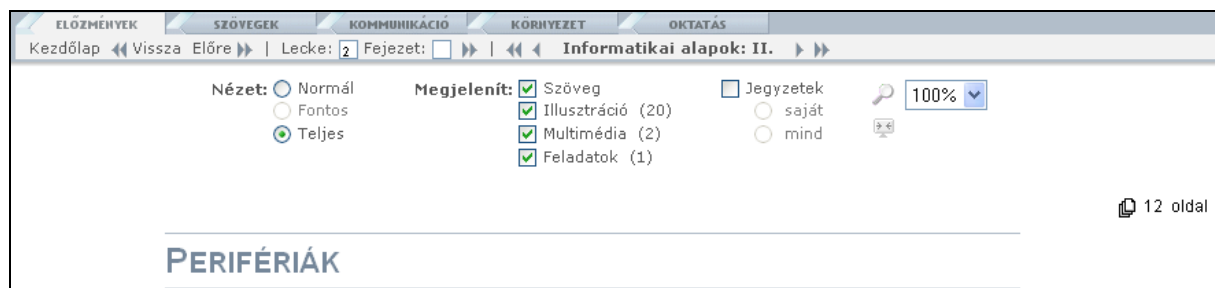 ELŐZMÉNYEK SZÖVEGEK KOMMUNIKÁCIÓ KÖRNYEZET OKTATÁS
Kezdőlap Vissza Előre | Lecke: 2 Fejezet: | Informatikai alapok: II.
Nézet: Normál Megjelenít: Szöveg Jegyzetek 100%
Fontos Illusztráció (20) saját
Teljes Multimédia (2) mind
Feladatok (1)
12 oldal
PERIFÉRIÁK